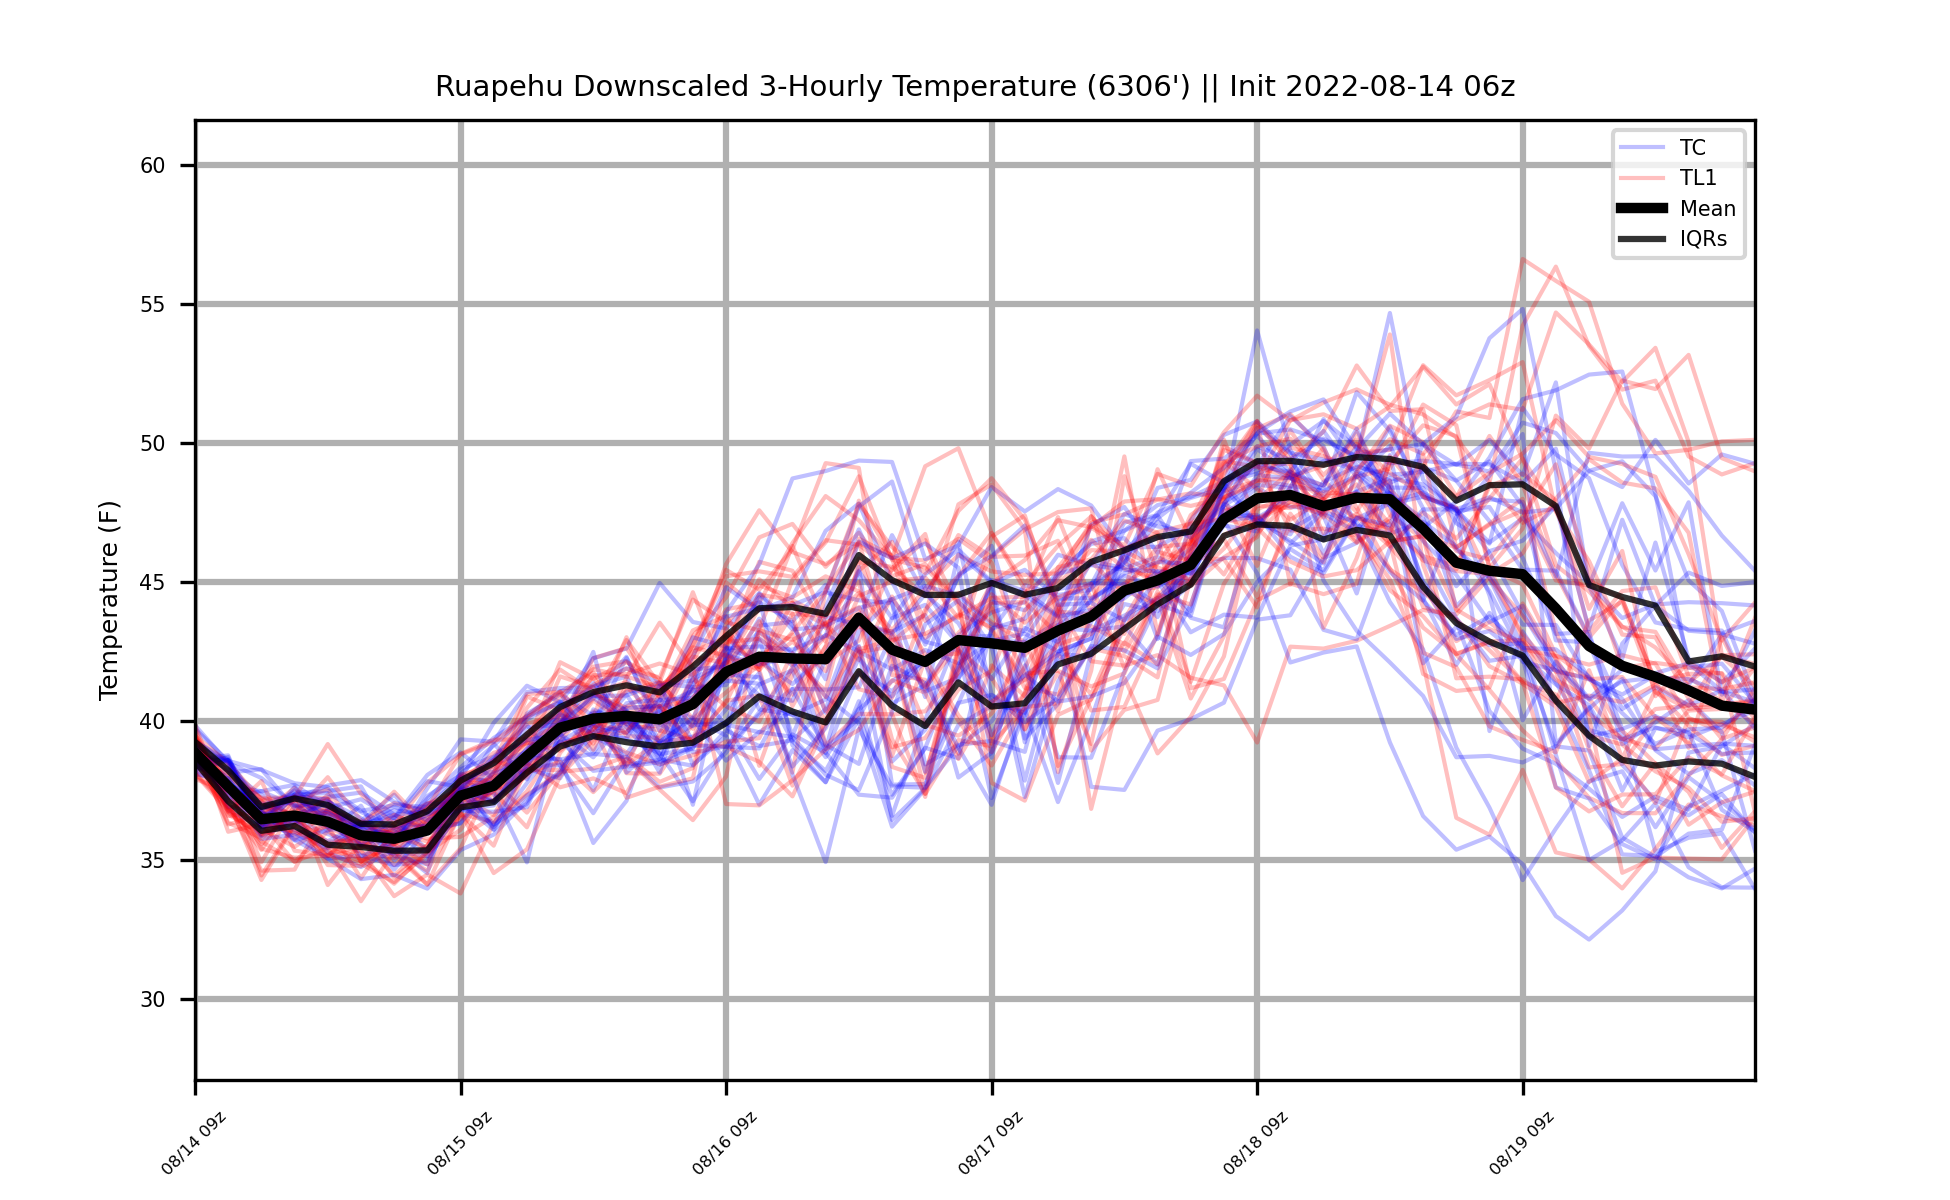 Ruapehu Downscaled 3-Hourly Temperature (6306') || Init 2022-08-14 06z
TC
TL1
Mean
IQRs
Temperature (F)
60
55
50
45
40
35
30
08/14 09z
08/15 09z
08/16 09z
08/17 09z
08/18 09z
08/19 09z